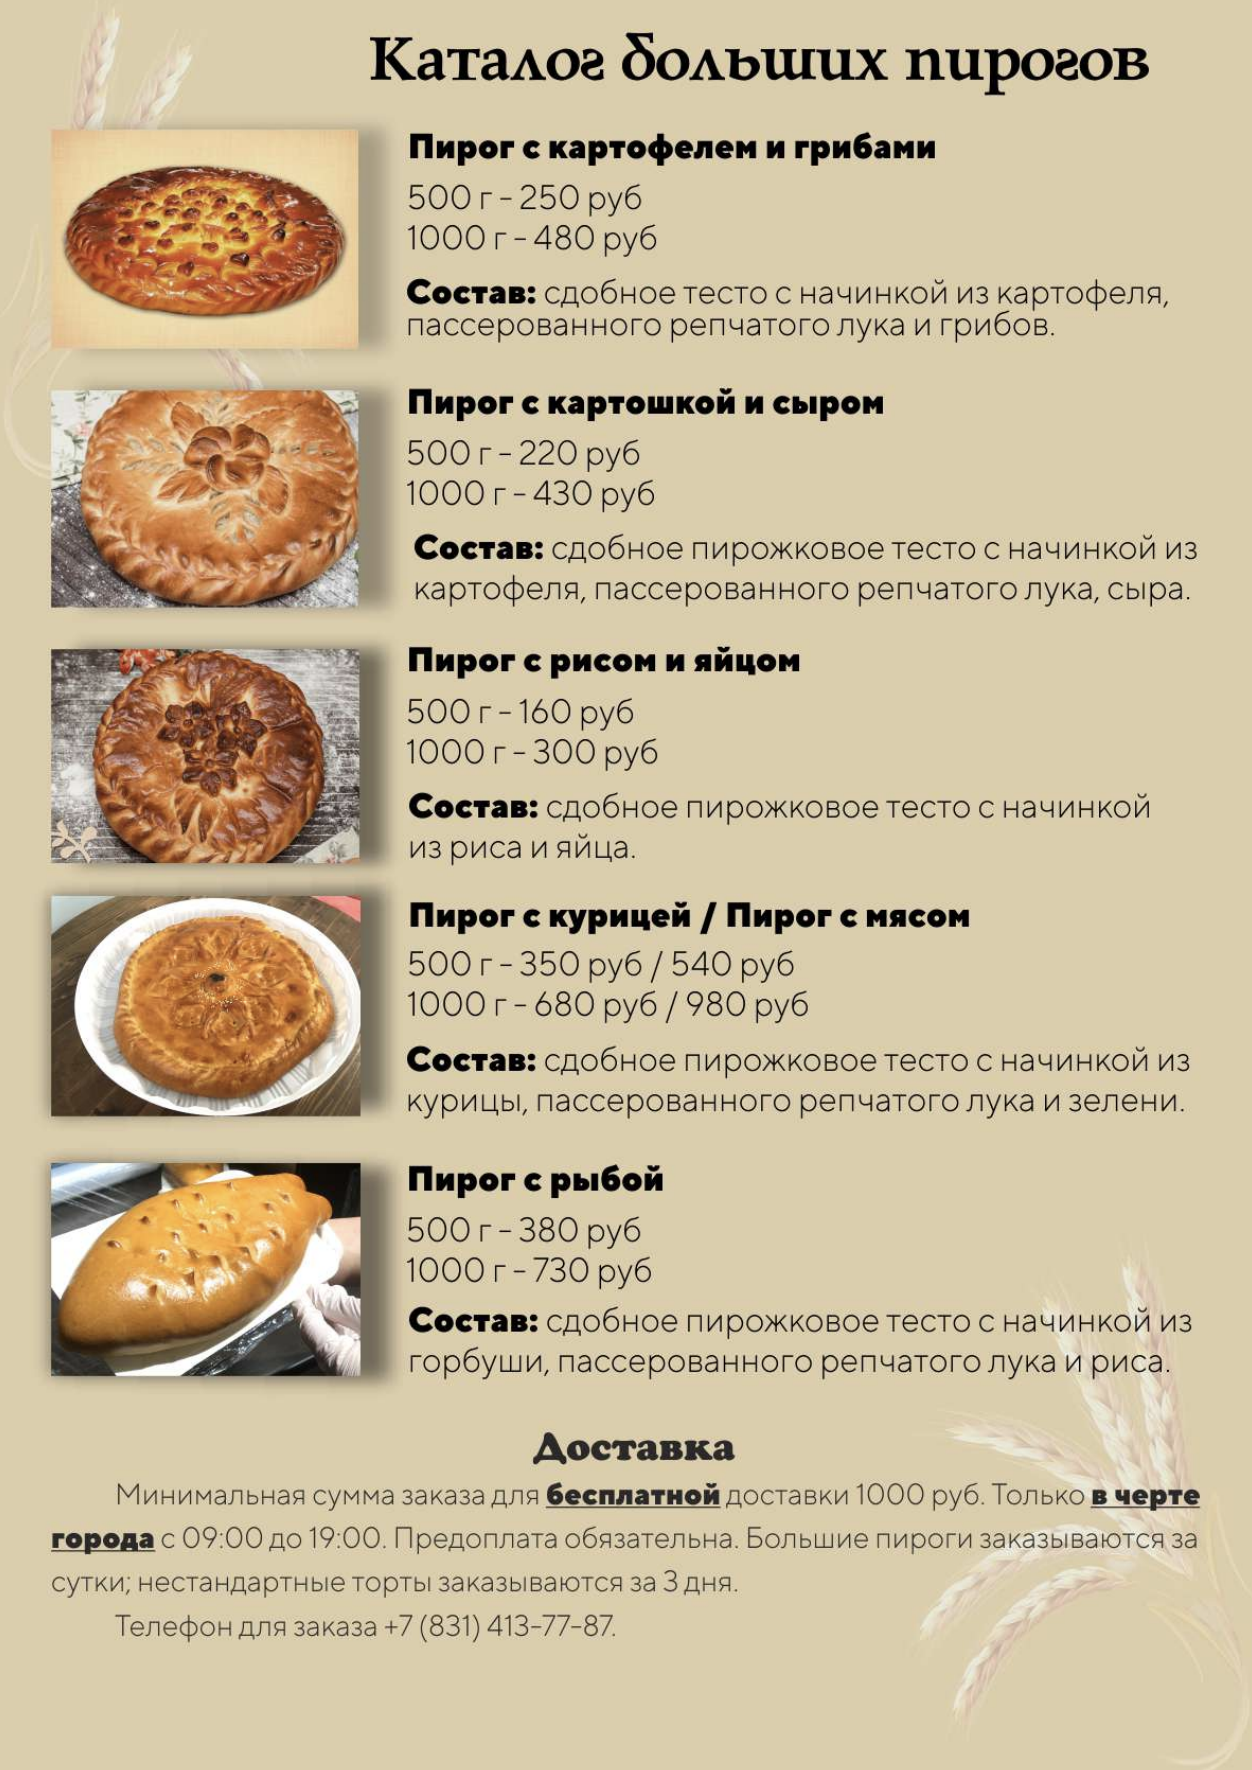 Каталог больших пирогов
Пирог с картофелем и грибами
500 г - 250 руб
1000 г - 480 руб
Состав: сдобное тесто с начинкой из картофеля,
пассерованного репчатого лука и грибов.
Пирог с картошкой и сыром
500 г - 220 руб
1000 г - 430 руб
Состав: сдобное пирожковое тесто с начинкой из
картофеля, пассерованного репчатого лука, сыра.
Пирог с рисом и яйцом
500 г - 160 руб
1000 г - 300 руб
Состав: сдобное пирожковое тесто с начинкой
из риса и яйца.
Пирог с курицей / Пирог с мясом
500 г - 350 руб / 540 руб
1000 г - 680 руб / 980 руб
Состав: сдобное пирожковое тесто с начинкой из
курицы, пассерованного репчатого лука и зелени.
Пирог с рыбой
500 г - 380 руб
1000 г - 730 руб
Состав: сдобное пирожковое тесто с начинкой из
горбуши, пассерованного репчатого лука и риса.
Доставка
Минимальная сумма заказа для бесплатной доставки 1000 руб. Только в черте
города с 09:00 до 19:00. Предоплата обязательна. Большие пироги заказываются за
сутки; нестандартные торты заказываются за 3 дня.
Телефон для заказа +7 (831) 413-77-87.